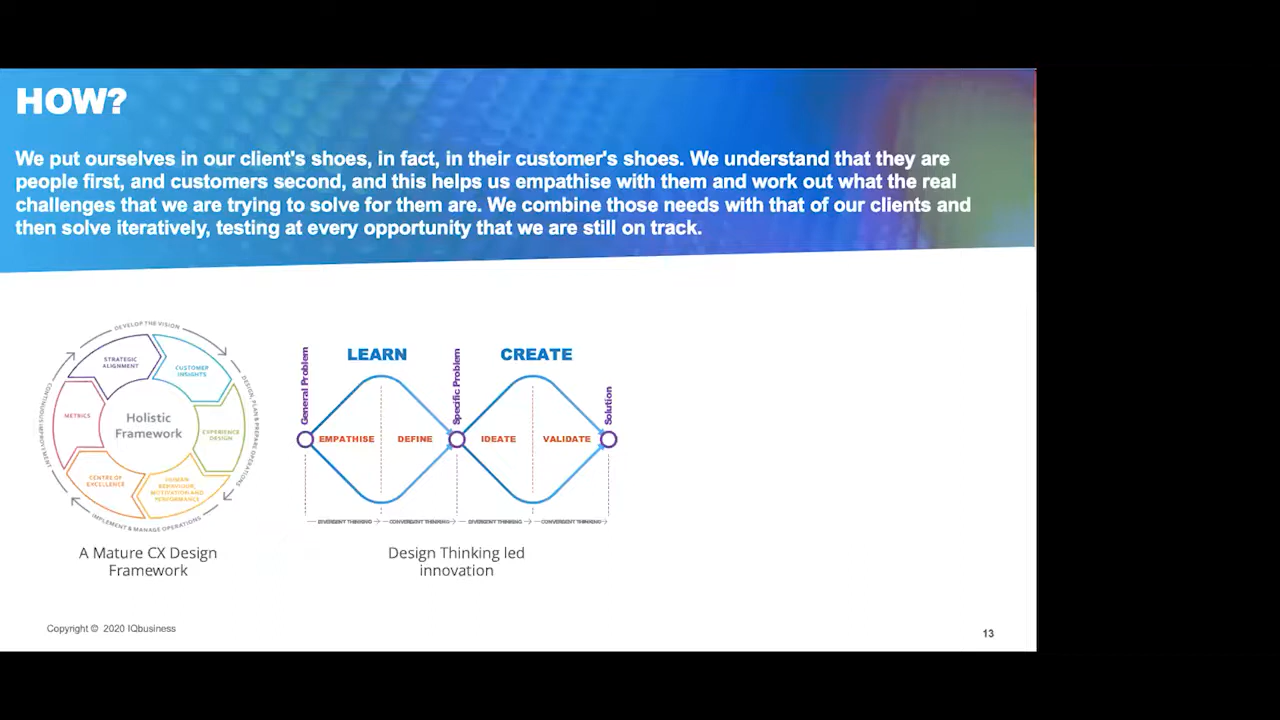 HOW?
We put ourselves in our client's shoes, in fact, in their customer's shoes. We understand that they are
people first, and customers second, and this helps us empathise with them and work out what the real
challenges that we are trying to solve for them are. We combine those needs with that of our clients and
then solve iteratively, testing at every opportunity that we are still on track.
DEVELOP THE VISION
DESIGN, PLAN & PREPARE OPERATIONS
IMPLEMENT & MANAGE OPERATIONS
CONTINUOUS IMPROVEMENT
STRATEGIC
ALIGNMENT
CUSTOMER
INSIGHTS
EXPERIENCE
DESIGN
HUMAN
BEHAVIOUR,
MOTIVATION AND
PERFORMANCE
CENTRE OF
EXCELLENCE
METRICS
Holistic
Framework
A Mature CX Design
Framework
LEARN
CREATE
General Problem
Specific Problem
Solution
EMPATHISE
DEFINE
IDEATE
VALIDATE
DIVERGENT THINKING
CONVERGENT THINKING
DIVERGENT THINKING
CONVERGENT THINKING
Design Thinking led
innovation
Copyright © 2020 IQbusiness
13